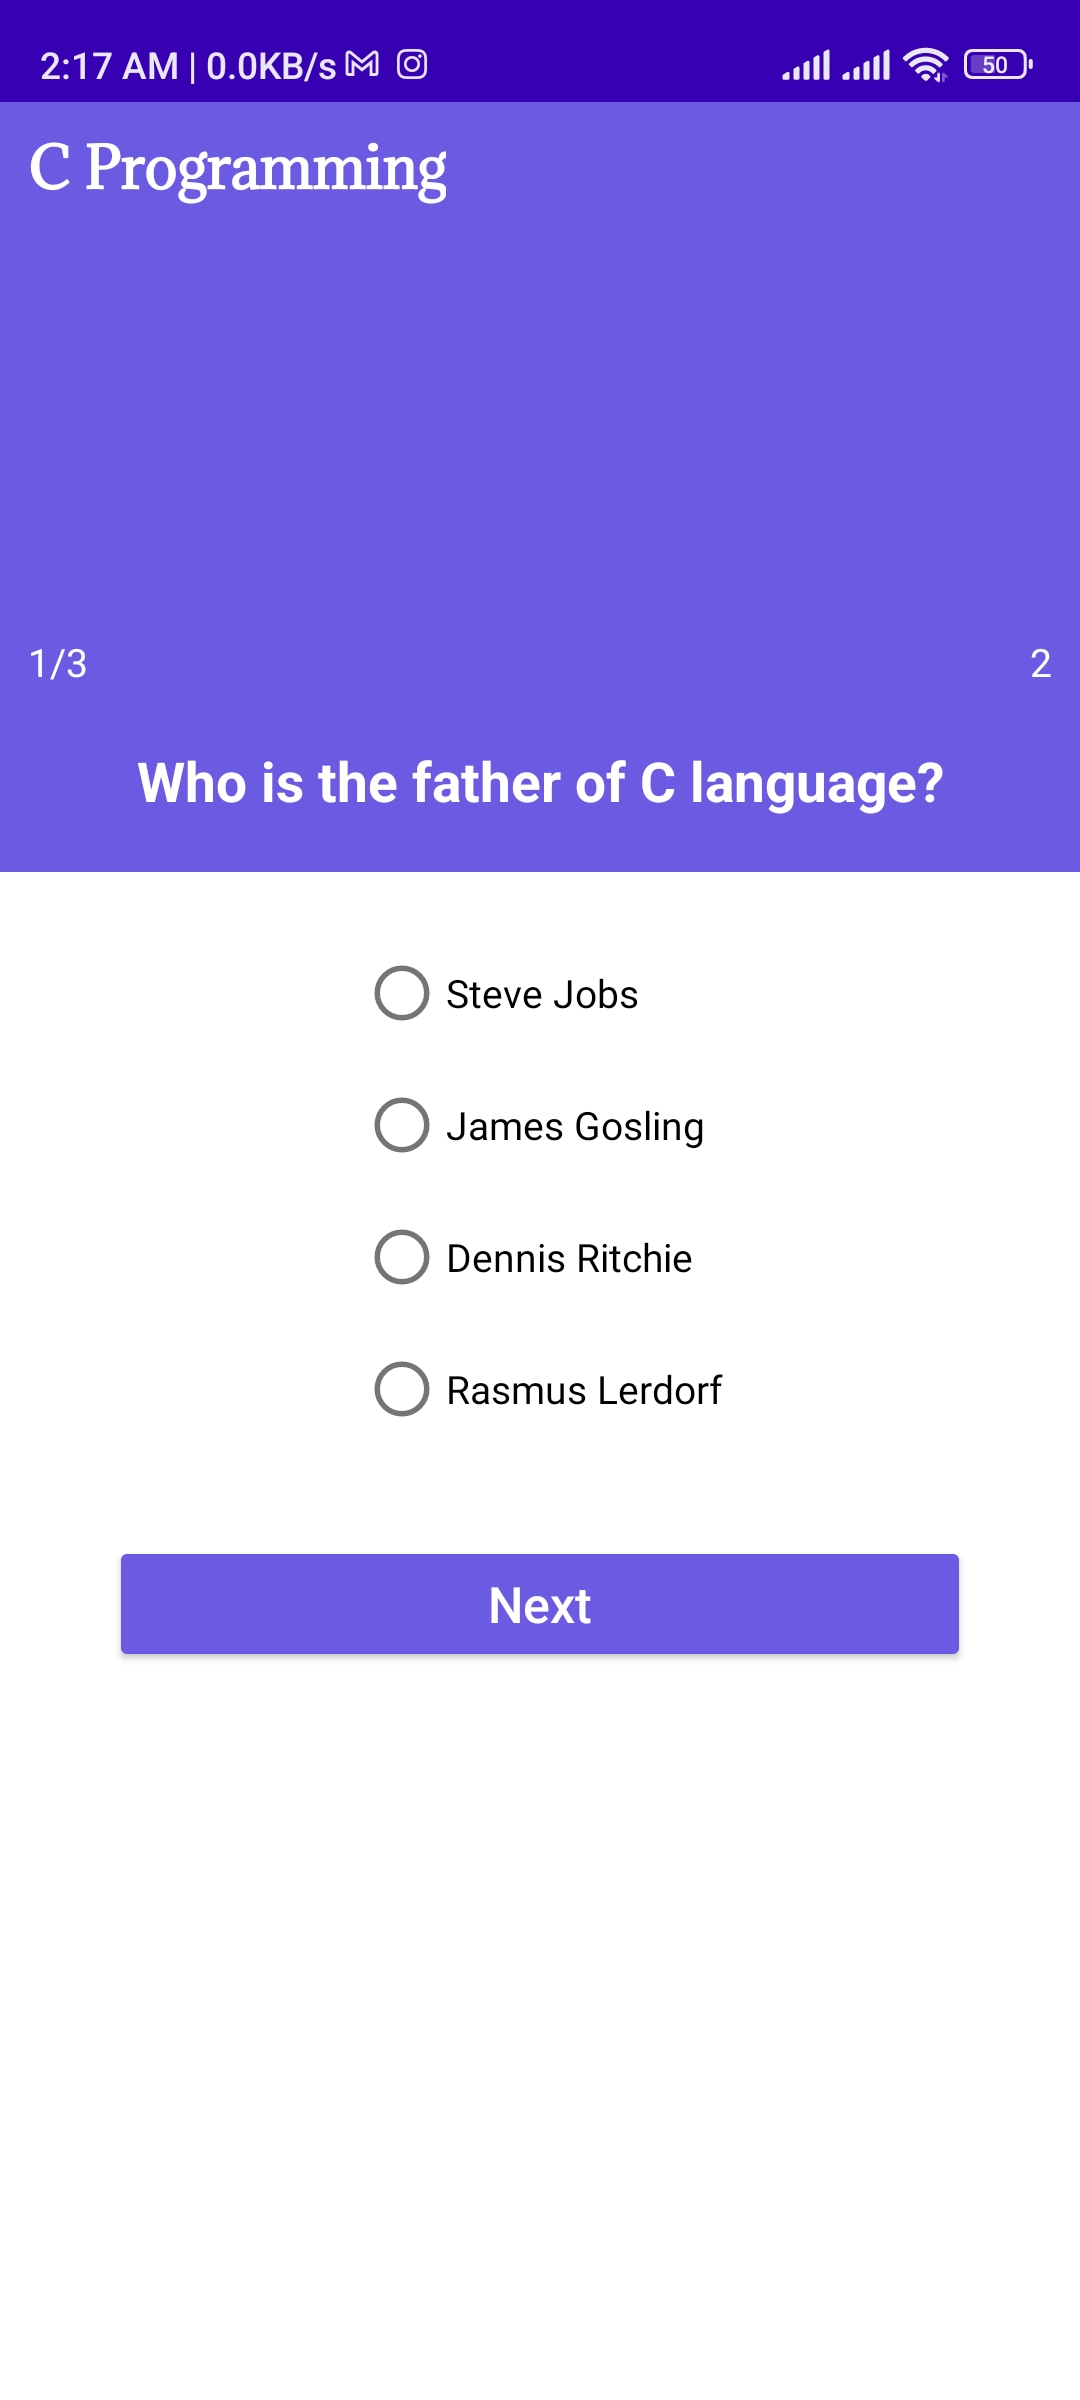 2:17 AM | 0.0KB/s 50
C Programming
1/3 2
Who is the father of C language?
Steve Jobs
James Gosling
Dennis Ritchie
Rasmus Lerdorf
Next